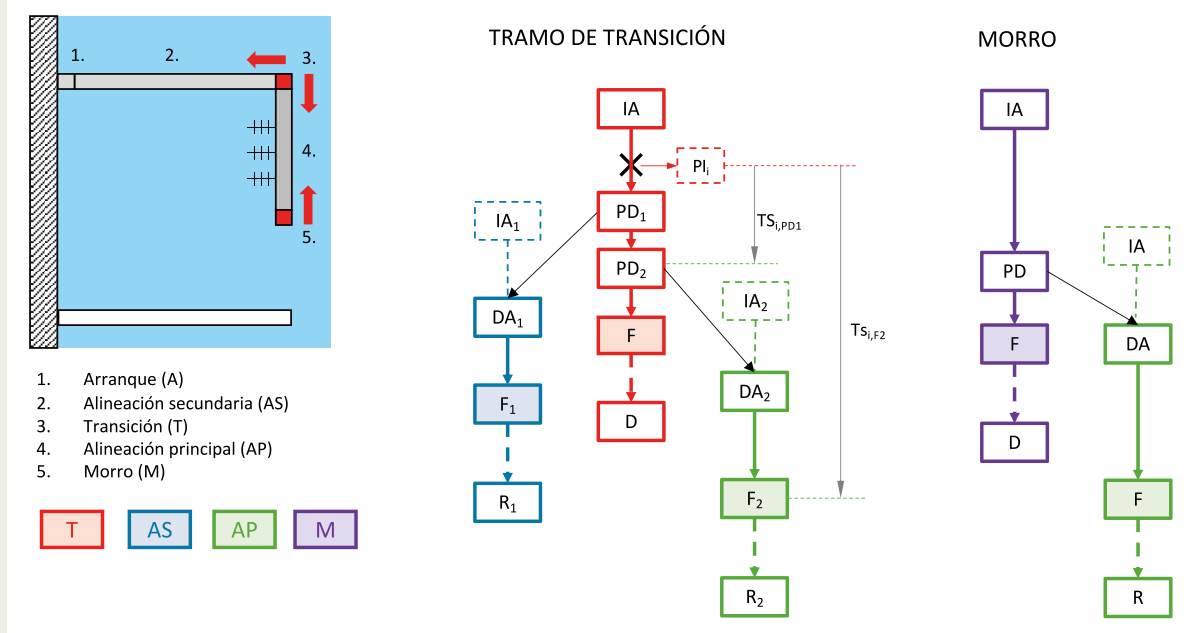 1.
2.
3.
4.
5.
1. Arranque (A)
2. Alineación secundaria (AS)
3. Transición (T)
4. Alineación principal (AP)
5. Morro (M)
T
AS
AP
M
TRAMO DE TRANSICIÓN
IA
PIi
PD1
IA1
TSi,PD1
PD2
IA2
DA1
F
Tsi,F2
DA2
F1
D
R1
F2
R2
MORRO
IA
IA
PD
F
DA
D
F
R